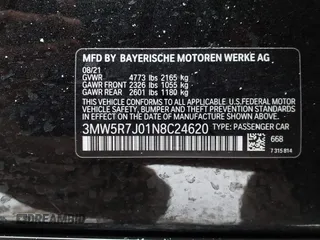 MFD BY BAYERISCHE MOTOREN WERKE AG
08/21
GVWR 4773 lbs 2165 kg
GAWR FRONT 2326 lbs 1055 kg
GAWR REAR 2601 lbs 1180 kg
THIS VEHICLE CONFORMS TO ALL APPLICABLE FEDERAL MOTOR
VEHICLE SAFETY, BUMPER, AND THEFT PREVENTION STANDARDS
IN EFFECT ON THE DATE OF MANUFACTURE SHOWN ABOVE.
3MW5R7J01N8C24620 TYPE: PASSENGER CAR
668
7 315 814
DREAMBID